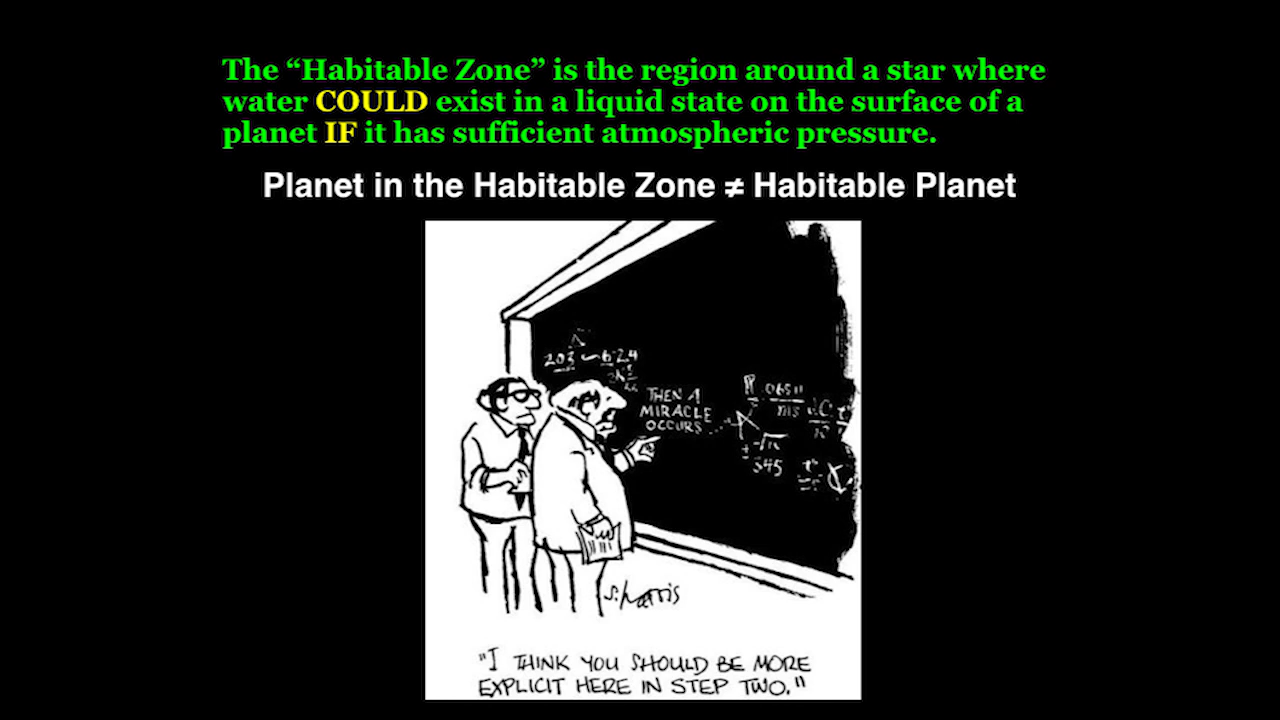 The “Habitable Zone” is the region around a star where
water COULD exist in a liquid state on the surface of a
planet IF it has sufficient atmospheric pressure.
Planet in the Habitable Zone ≠ Habitable Planet
THEN A
MIRACLE
OCCURS...
S. Harris
"I THINK YOU SHOULD BE MORE
EXPLICIT HERE IN STEP TWO."